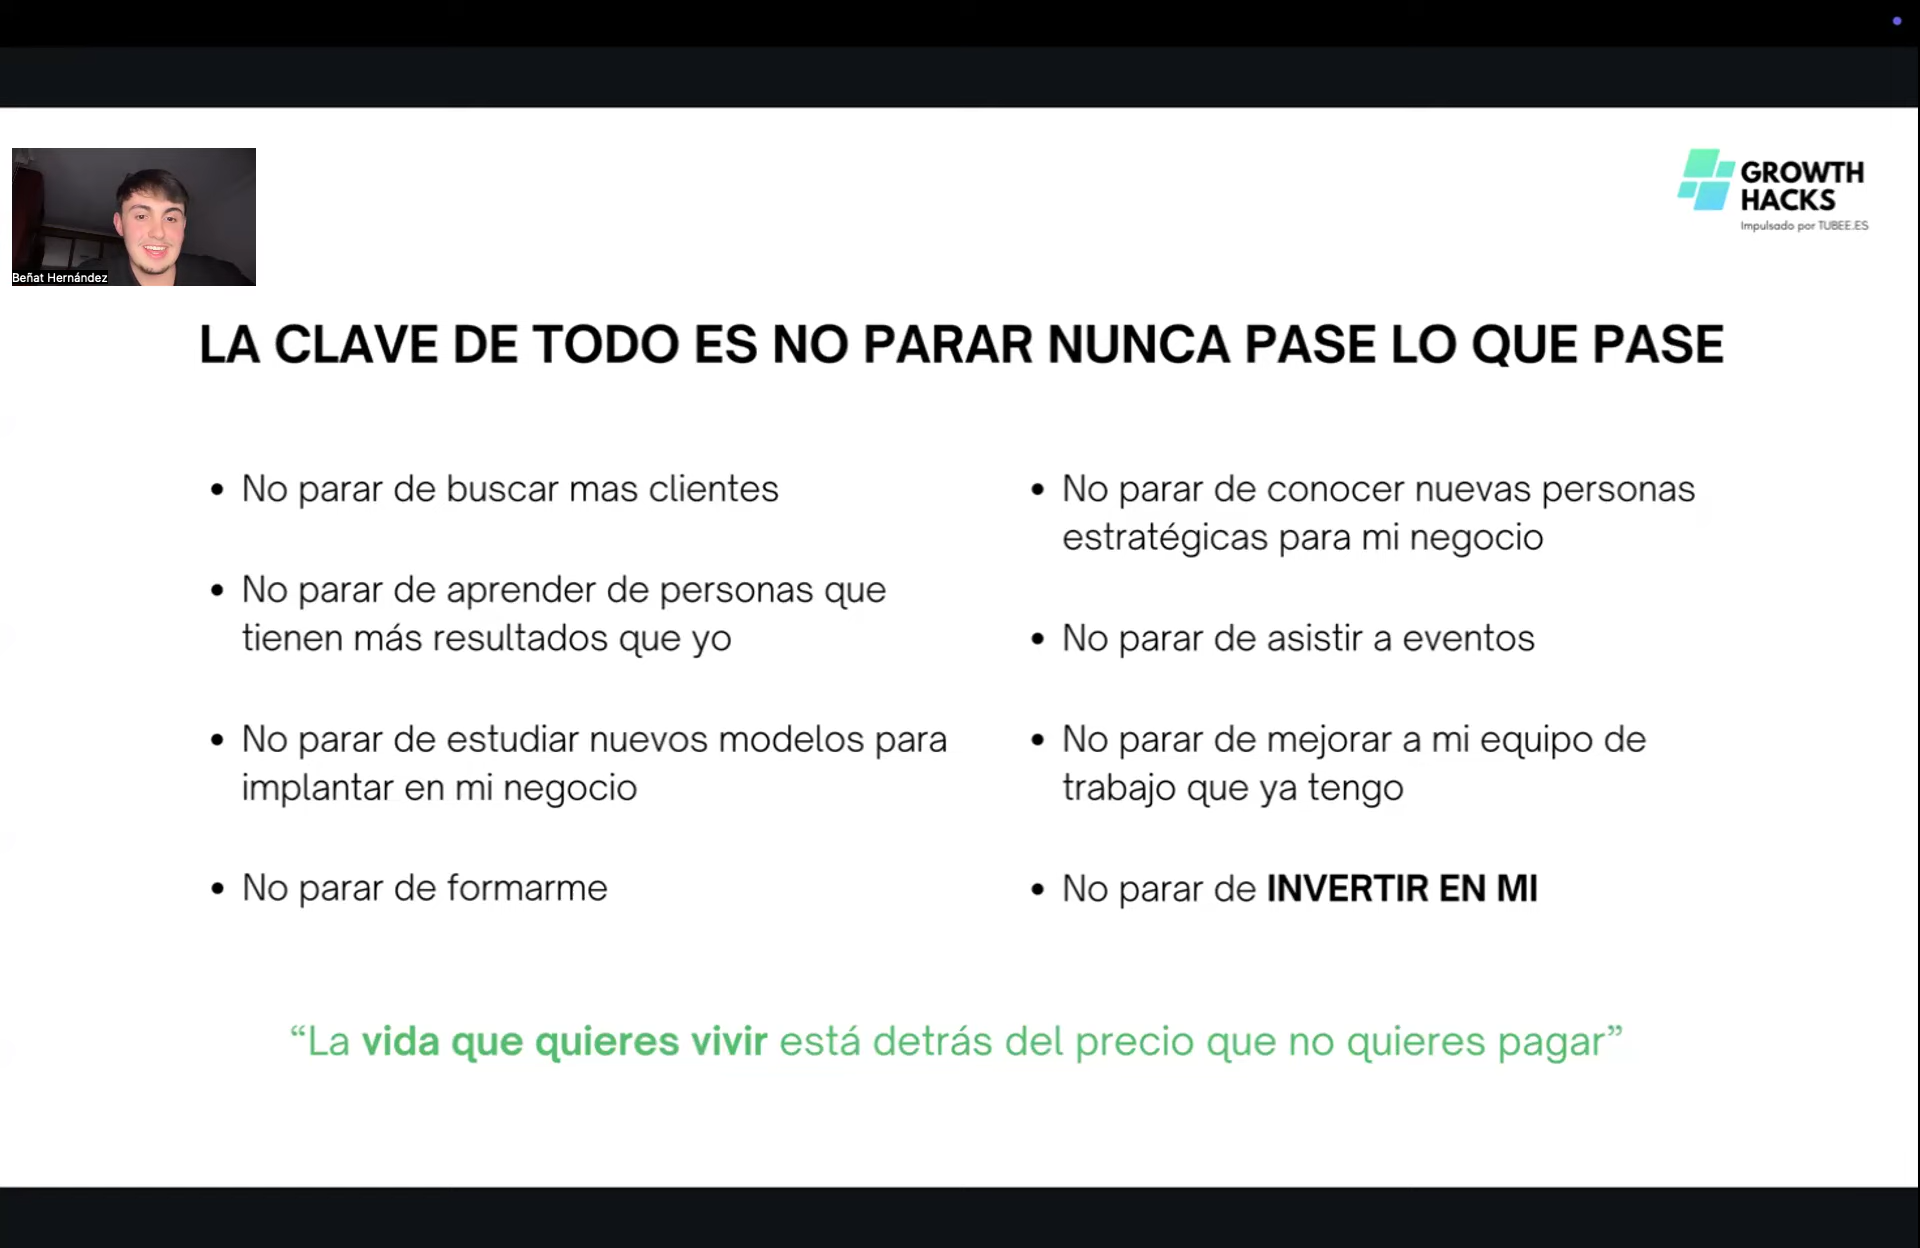 Beñat Hernández
GROWTH
HACKS
Impulsado por TUBEE.ES
LA CLAVE DE TODO ES NO PARAR NUNCA PASE LO QUE PASE
• No parar de buscar mas clientes
• No parar de aprender de personas que
tienen más resultados que yo
• No parar de estudiar nuevos modelos para
implantar en mi negocio
• No parar de formarme
• No parar de conocer nuevas personas
estratégicas para mi negocio
• No parar de asistir a eventos
• No parar de mejorar a mi equipo de
trabajo que ya tengo
• No parar de INVERTIR EN MI
“La vida que quieres vivir está detrás del precio que no quieres pagar”